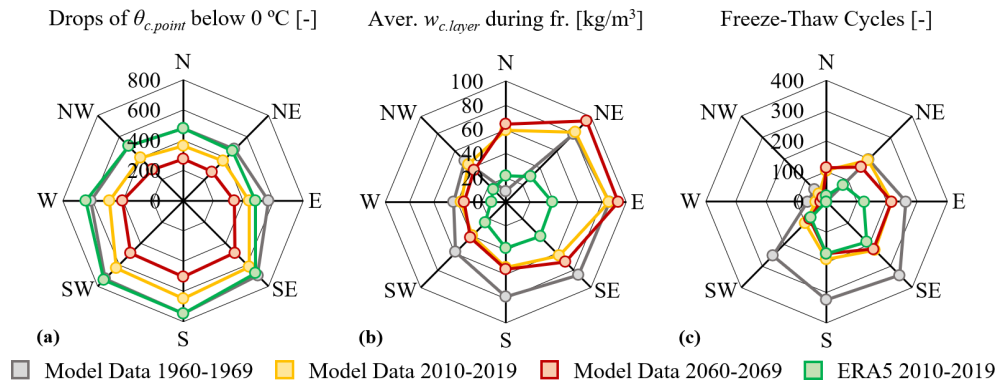 Drops of θc.point below 0 ºC [-]
Aver. wc.layer during fr. [kg/m³]
Freeze-Thaw Cycles [-]
N
NE
E
SE
S
SW
W
NW
800
600
400
200
0
(a)
N
NE
E
SE
S
SW
W
NW
100
80
60
40
20
0
(b)
N
NE
E
SE
S
SW
W
NW
400
300
200
100
0
(c)
Model Data 1960-1969
Model Data 2010-2019
Model Data 2060-2069
ERA5 2010-2019